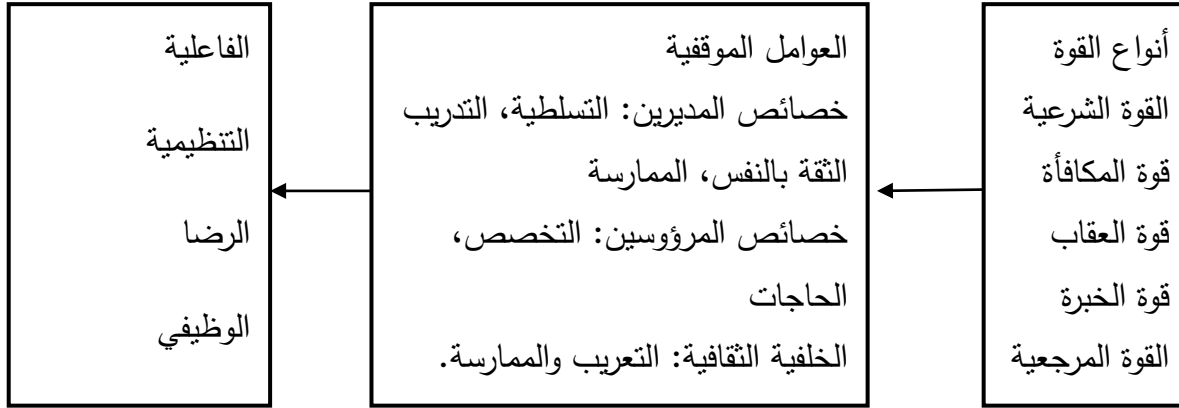 أنواع القوة
القوة الشرعية
قوة المكافأة
قوة العقاب
قوة الخبرة
القوة المرجعية
العوامل الموقفية
خصائص المديرين: التسلطية، التدريب
الثقة بالنفس، الممارسة
خصائص المرؤوسين: التخصص،
الحاجات
الخلفية الثقافية: التعريب والممارسة.
الفاعلية
التنظيمية
الرضا
الوظيفي